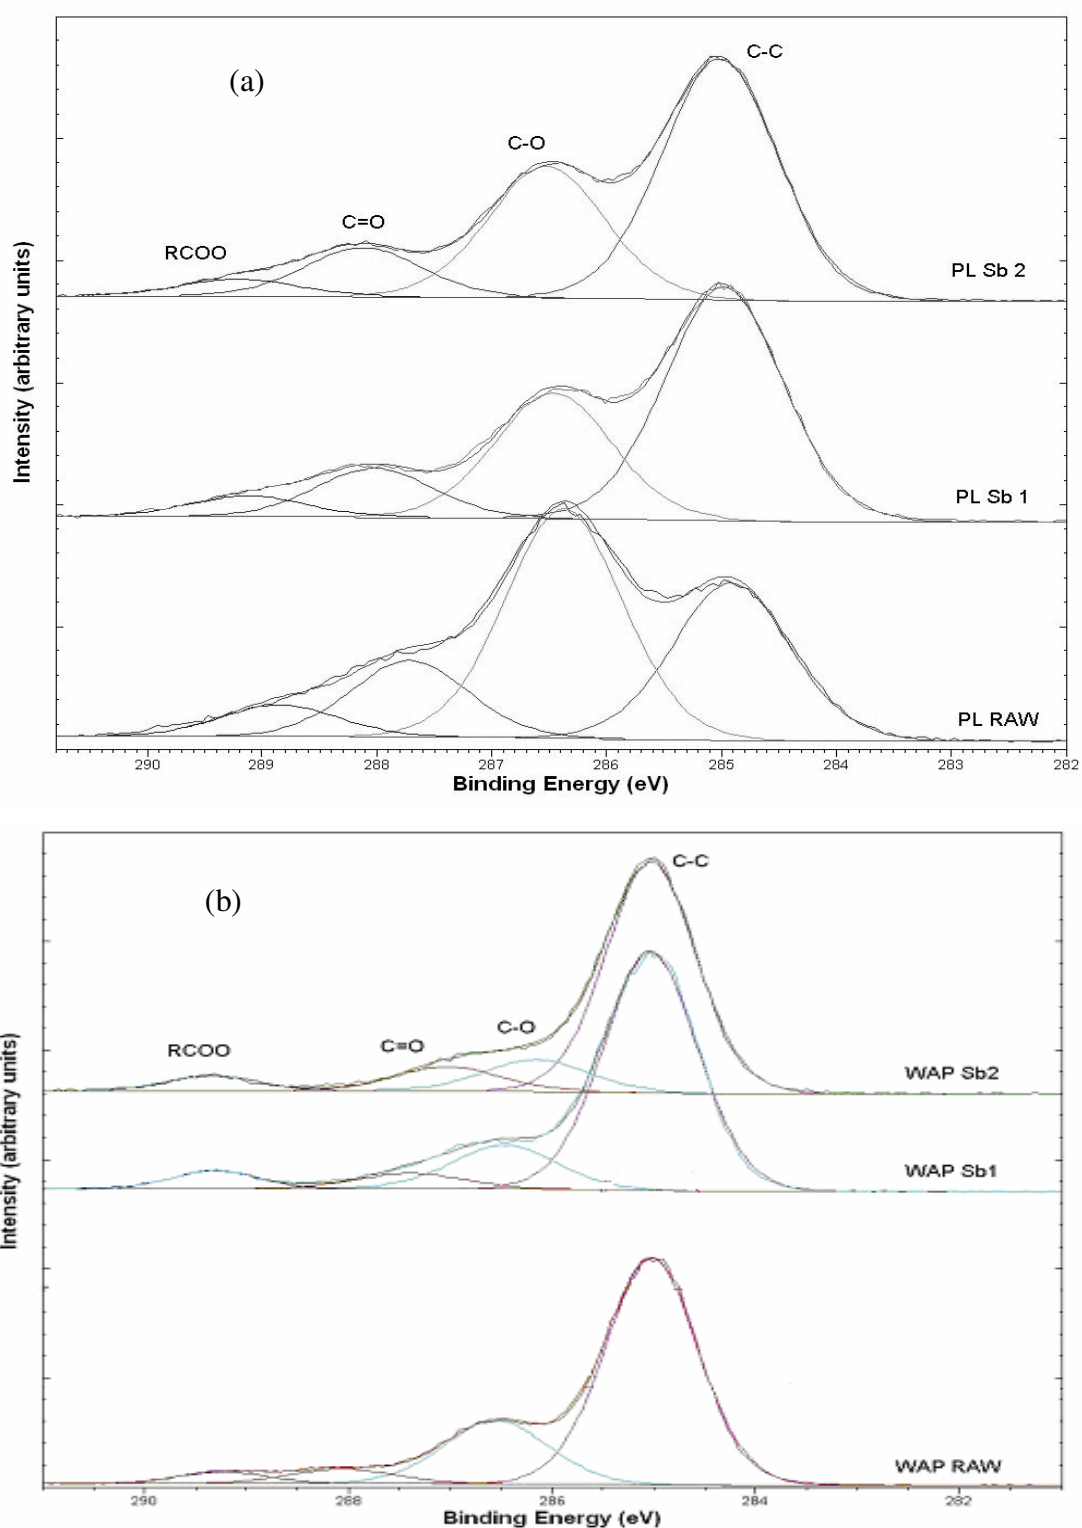 (a)
C-C
C-O
C=O
RCOO
PL Sb 2
PL Sb 1
PL RAW
Intensity (arbitrary units)
290 289 288 287 286 285 284 283 282
Binding Energy (eV)
(b)
C-C
C-O
C=O
RCOO
WAP Sb2
WAP Sb1
WAP RAW
Intensity (arbitrary units)
290 288 286 284 282
Binding Energy (eV)